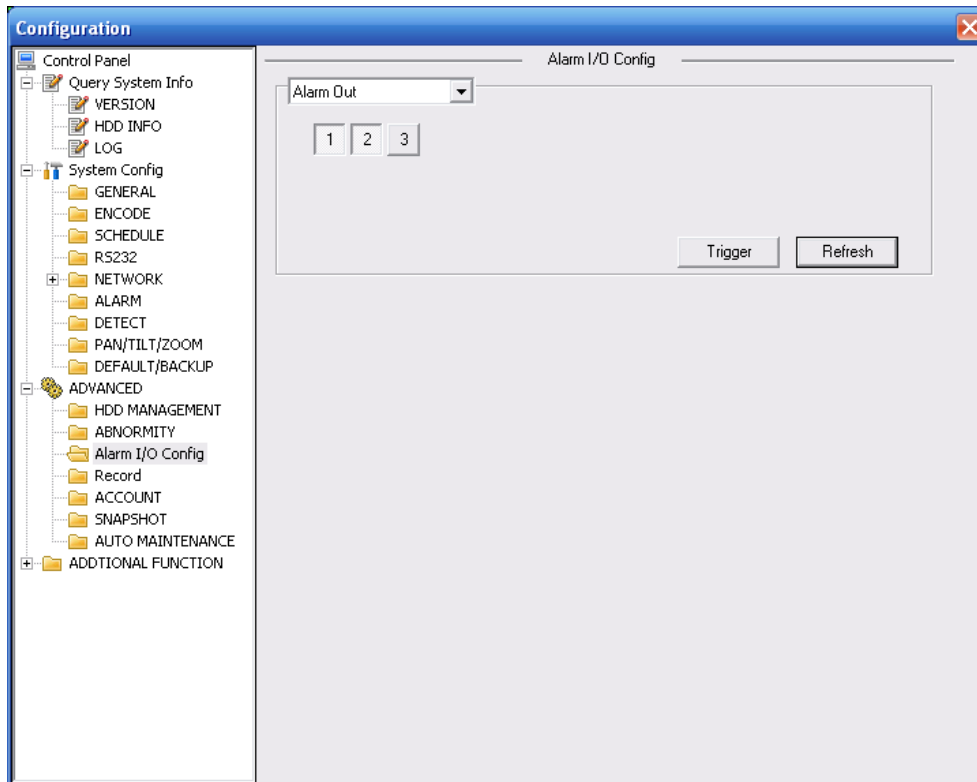 Configuration
Control Panel
Query System Info
VERSION
HDD INFO
LOG
System Config
GENERAL
ENCODE
SCHEDULE
RS232
NETWORK
ALARM
DETECT
PAN/TILT/ZOOM
DEFAULT/BACKUP
ADVANCED
HDD MANAGEMENT
ABNORMITY
Alarm I/O Config
Record
ACCOUNT
SNAPSHOT
AUTO MAINTENANCE
ADDTIONAL FUNCTION
Alarm I/O Config
Alarm Out
1 2 3
Trigger Refresh